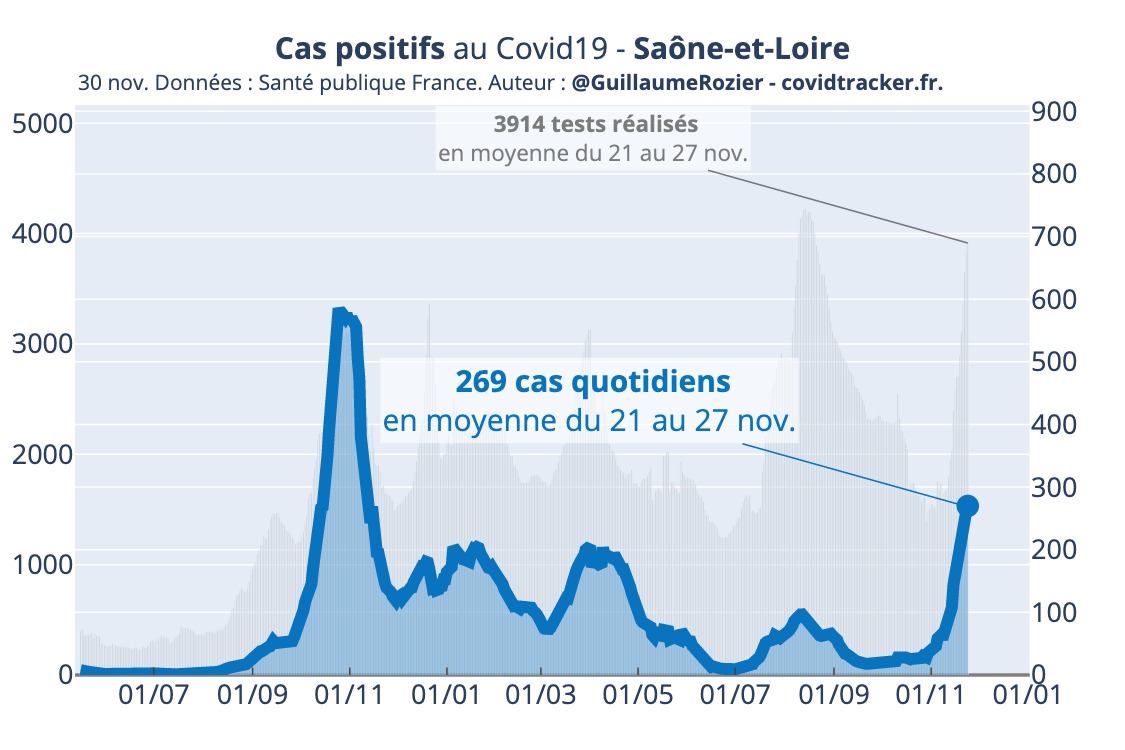 Cas positifs au Covid19 - Saône-et-Loire
30 nov. Données : Santé publique France. Auteur : @GuillaumeRozier - covidtracker.fr.
3914 tests réalisés
en moyenne du 21 au 27 nov.
269 cas quotidiens
en moyenne du 21 au 27 nov.
5000
4000
3000
2000
1000
0
900
800
700
600
500
400
300
200
100
0
01/07 01/09 01/11 01/01 01/03 01/05 01/07 01/09 01/11 01/01